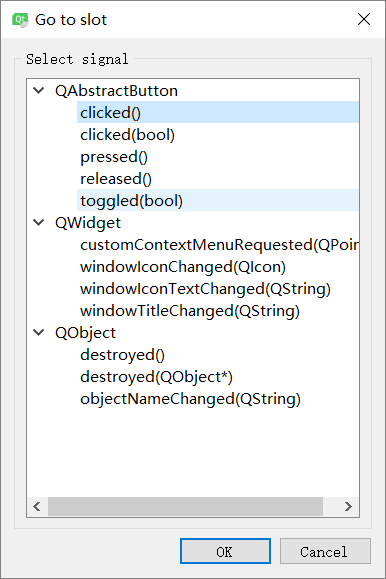 Qt Go to slot
Select signal
QAbstractButton
clicked()
clicked(bool)
pressed()
released()
toggled(bool)
QWidget
customContextMenuRequested(QPoin
windowIconChanged(QIcon)
windowIconTextChanged(QString)
windowTitleChanged(QString)
QObject
destroyed()
destroyed(QObject*)
objectNameChanged(QString)
OK Cancel